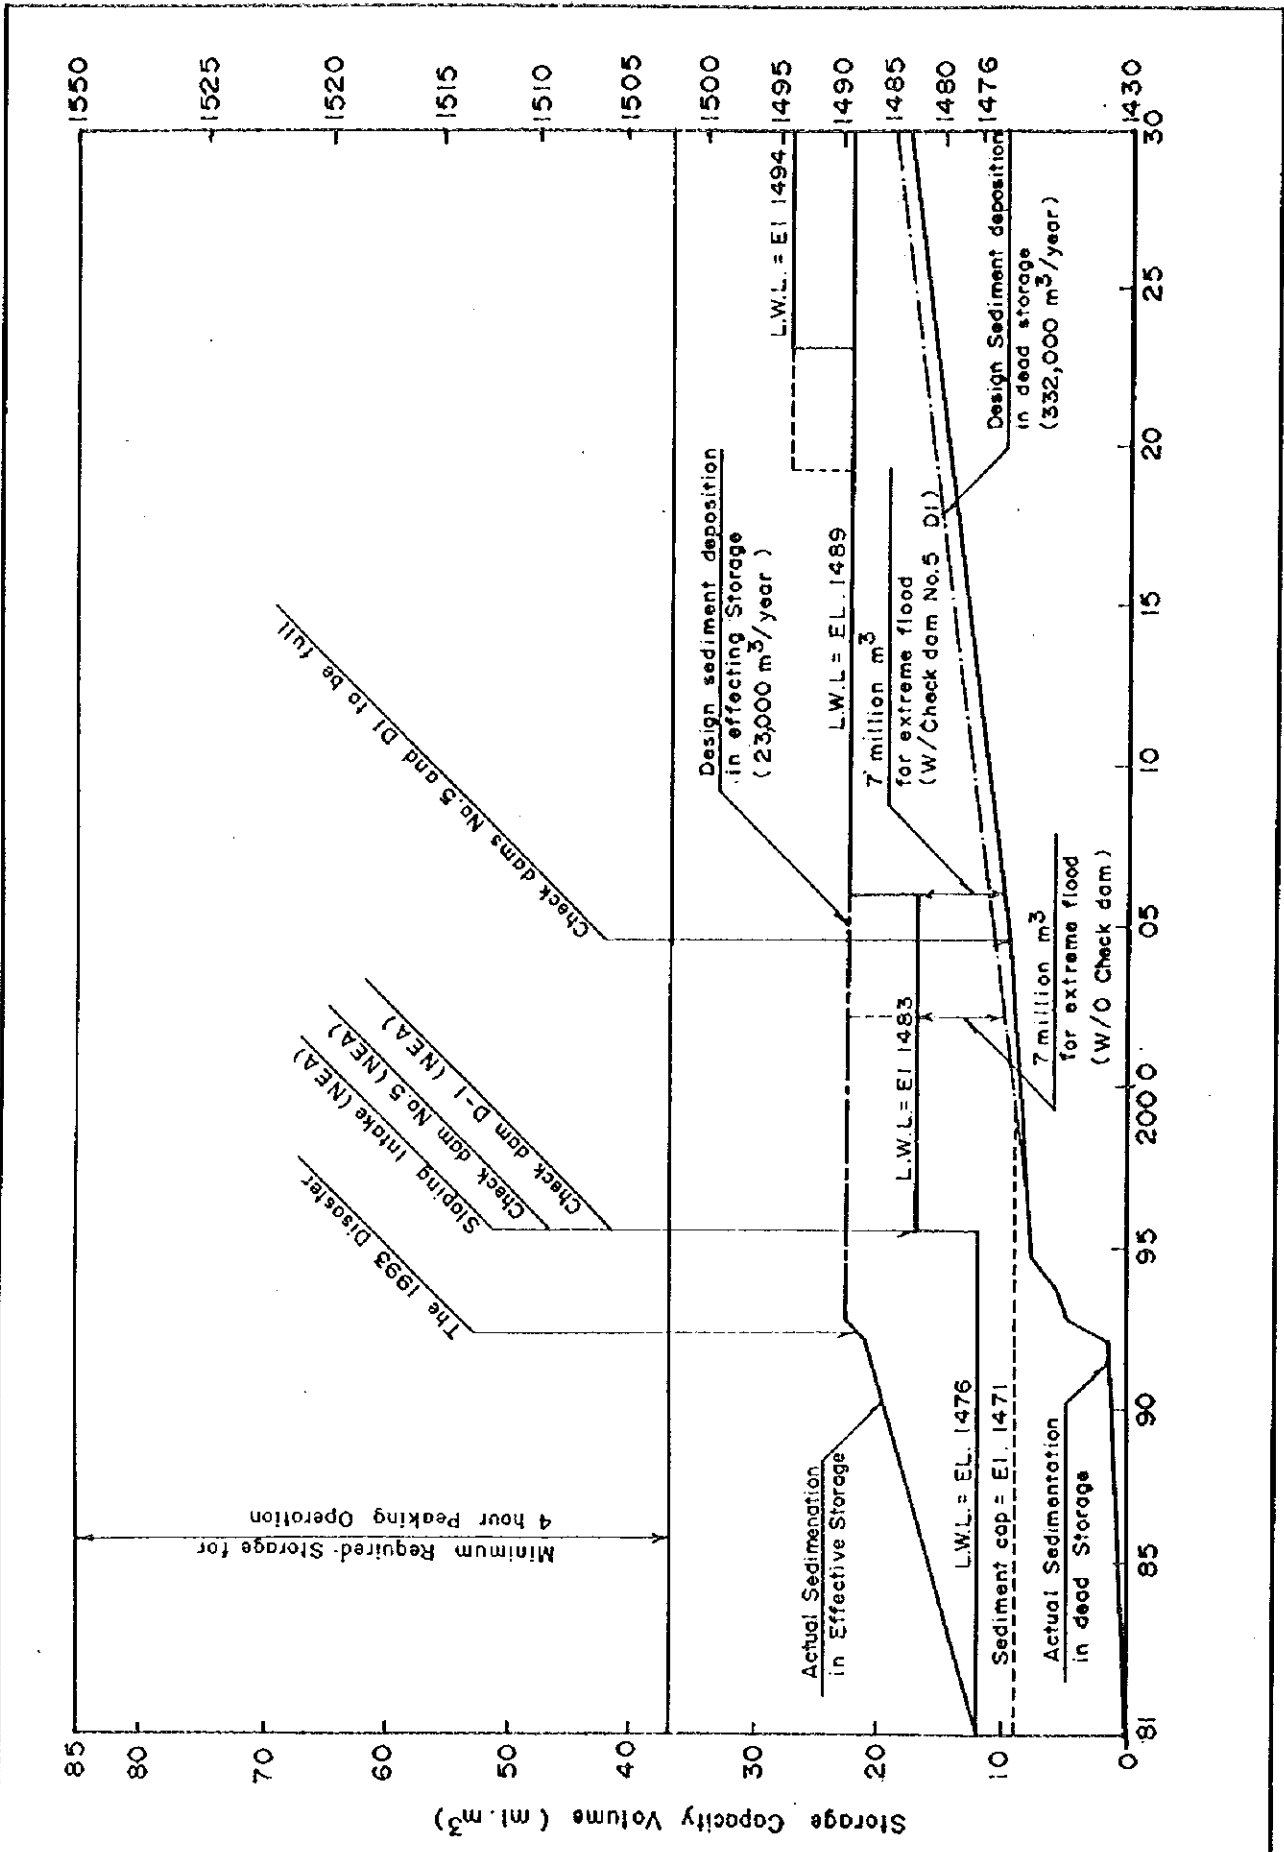 Storage Capacity Volume ( ml.m³)
85
80
70
60
50
40
30
20
10
0
1550
1525
1520
1515
1510
1505
1500
1495
1490
1485
1480
1476
1430
81
85
90
95
2000
05
10
15
20
25
30
Minimum Required Storage for
4 hour Peaking Operation
The 1993 Disaster
Sloping Intake (NEA)
Check dam No.5 (NEA)
Check dam D-1 (NEA)
Check dams No.5 and D1 to be full
Actual Sedimenation
in Effective Storage
L.W.L.= EL. 1476
Sediment cap = El. 1471
Actual Sedimentation
in dead Storage
L.W.L.= El 1483
7 million m³
for extreme flood
(W/O Check dam)
Design sediment deposition
in effecting Storage
(23,000 m³/year )
L.W.L = EL. 1489
7 million m³
for extreme flood
(W/Check dam No.5 D1)
L.W.L. = El 1494
Design Sediment deposition
in dead storage
(332,000 m³/year)